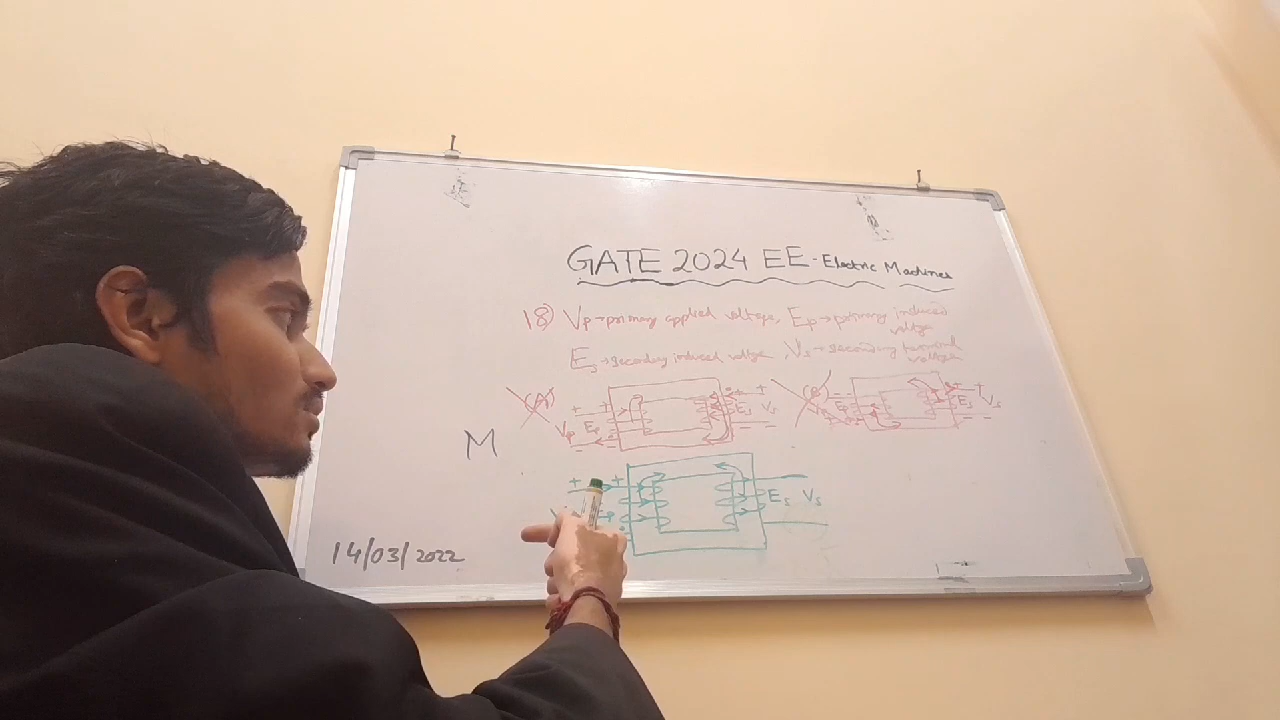 GATE 2024 EE - Electric Machines
18) Vp → primary applied voltage, Ep → primary induced voltage
Es → secondary induced voltage, Vs → secondary terminal voltage
(A) + + + +
Vp Ep Es Vs
- - - -
(B) - - + +
Ep Es Vs
+ + - -
M
+ +
Es Vs
14/03/2022